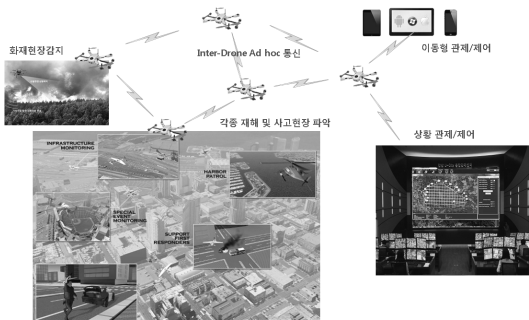 화재현장감지
Inter-Drone Ad hoc 통신
이동형 관제/제어
각종 재해 및 사고현장 파악
상황 관제/제어
INFRASTRUCTURE
MONITORING
HARBOR
PATROL
SPECIAL
EVENT
MONITORING
SUPPORT
FIRST
RESPONDERS